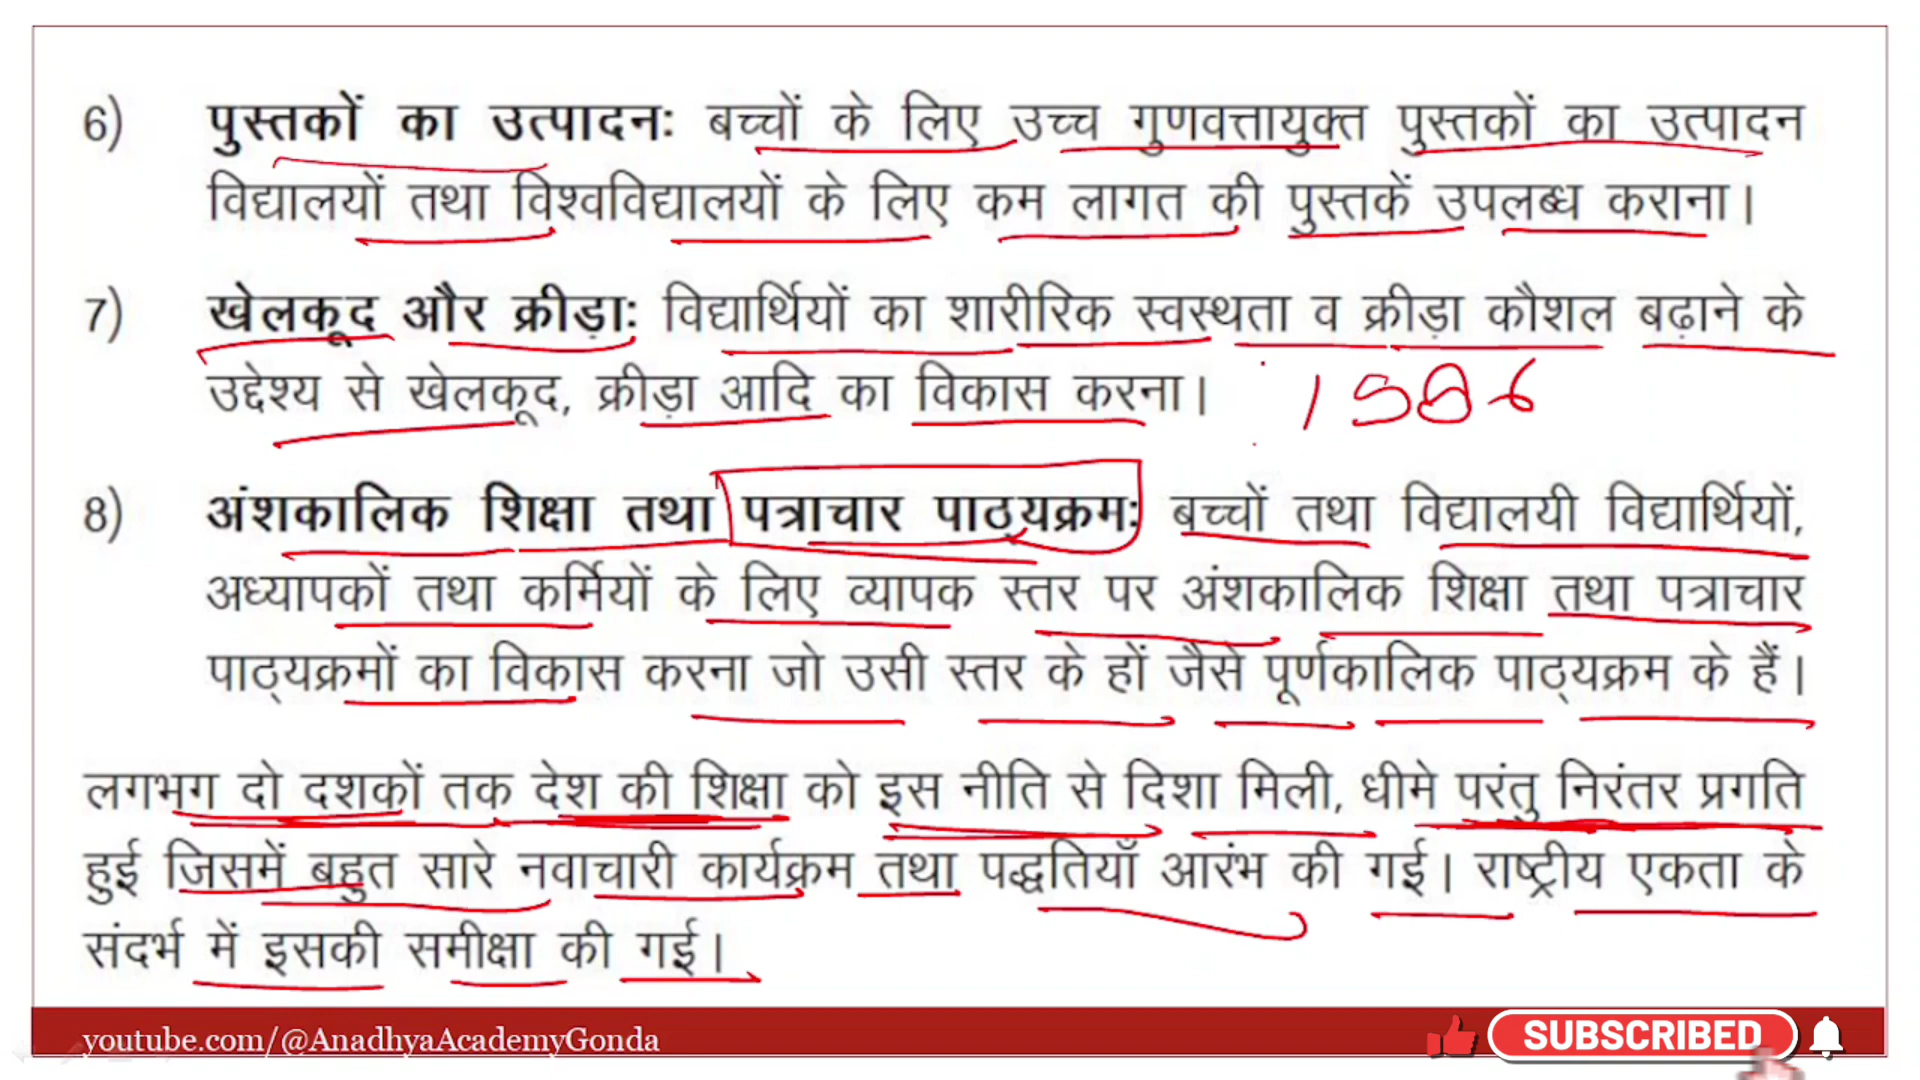 6) पुस्तकों का उत्पादनः बच्चों के लिए उच्च गुणवत्तायुक्त पुस्तकों का उत्पादन
विद्यालयों तथा विश्वविद्यालयों के लिए कम लागत की पुस्तकें उपलब्ध कराना।
7) खेलकूद और क्रीड़ाः विद्यार्थियों का शारीरिक स्वस्थता व क्रीड़ा कौशल बढ़ाने के
उद्देश्य से खेलकूद, क्रीड़ा आदि का विकास करना।
1986
8) अंशकालिक शिक्षा तथा पत्राचार पाठ्यक्रमः बच्चों तथा विद्यालयी विद्यार्थियों,
अध्यापकों तथा कर्मियों के लिए व्यापक स्तर पर अंशकालिक शिक्षा तथा पत्राचार
पाठ्यक्रमों का विकास करना जो उसी स्तर के हों जैसे पूर्णकालिक पाठ्यक्रम के हैं।
लगभग दो दशकों तक देश की शिक्षा को इस नीति से दिशा मिली, धीमे परंतु निरंतर प्रगति
हुई जिसमें बहुत सारे नवाचारी कार्यक्रम तथा पद्धतियाँ आरंभ की गई। राष्ट्रीय एकता के
संदर्भ में इसकी समीक्षा की गई।
youtube.com/@AnadhyaAcademyGonda
SUBSCRIBED